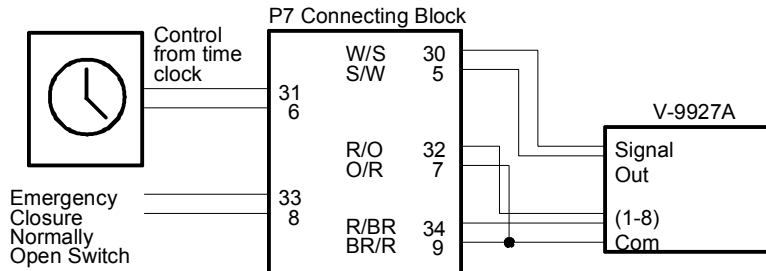 P7 Connecting Block
Control
from time
clock
31
6
W/S 30
S/W 5
V-9927A
R/O 32
O/R 7
Signal
Out
Emergency
Closure
Normally
Open Switch
33
8
R/BR 34
BR/R 9
(1-8)
Com